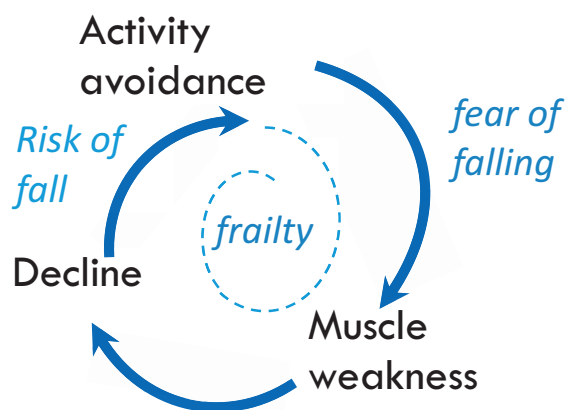 Activity
avoidance
fear of
falling
Risk of
fall
frailty
Decline
Muscle
weakness